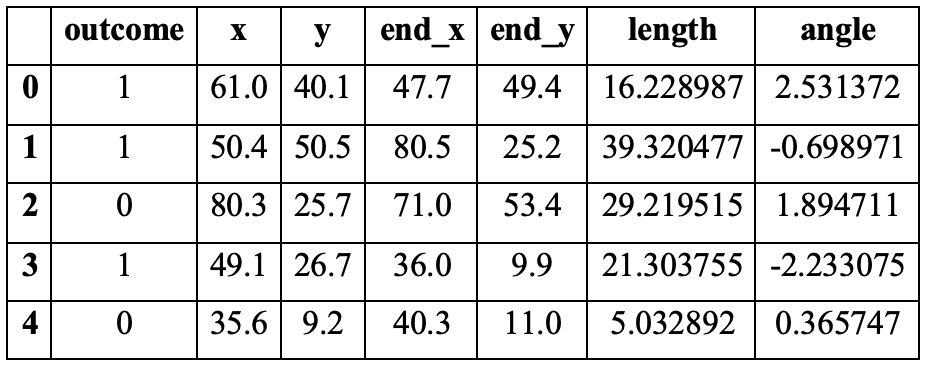 outcome x y end_x end_y length angle
0 1 61.0 40.1 47.7 49.4 16.228987 2.531372
1 1 50.4 50.5 80.5 25.2 39.320477 -0.698971
2 0 80.3 25.7 71.0 53.4 29.219515 1.894711
3 1 49.1 26.7 36.0 9.9 21.303755 -2.233075
4 0 35.6 9.2 40.3 11.0 5.032892 0.365747